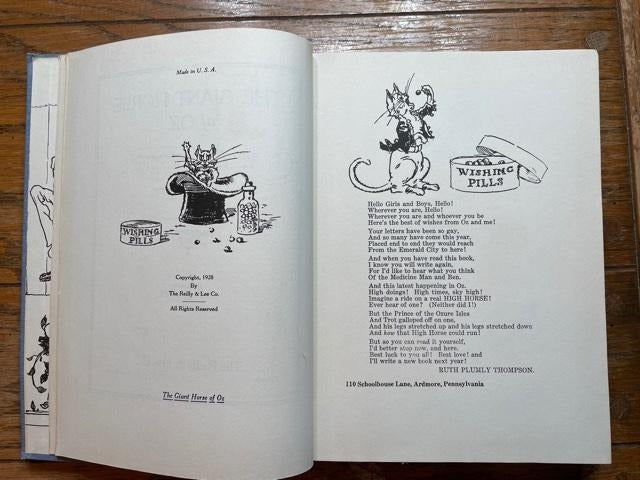 Made in U. S. A.
WISHING
PILLS
Copyright, 1928
By
The Reilly & Lee Co.
All Rights Reserved
The Giant Horse of Oz
WISHING
PILLS
Hello Girls and Boys, Hello!
Wherever you are, Hello!
Wherever you are and whoever you be
Here's the best of wishes from Oz and me!
Your letters have been so gay,
And so many have come this year,
Placed end to end they would reach
From the Emerald City to here!
And when you have read this book,
I know you will write again,
For I'd like to hear what you think
Of the Medicine Man and Ben.
And this latest happening in Oz.
High doings! High times, sky high!
Imagine a ride on a real HIGH HORSE!
Ever hear of one? (Neither did I!)
But the Prince of the Ozure Isles
And Trot galloped off on one,
And his legs stretched up and his legs stretched down
And how that High Horse could run!
But so you can read it yourself,
I'd better stop now, and here.
Best luck to you all! Best love! and
I'll write a new book next year!
RUTH PLUMLY THOMPSON.
110 Schoolhouse Lane, Ardmore, Pennsylvania